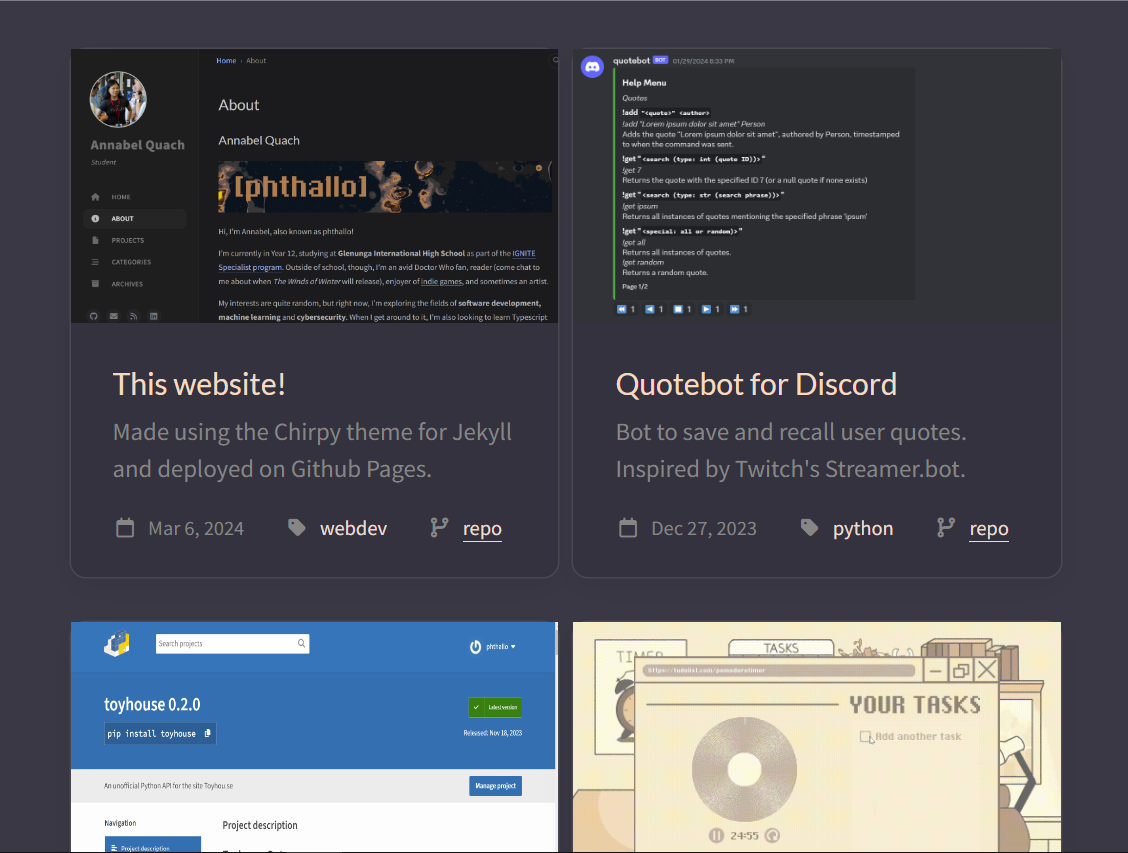 Home › About
About
Annabel Quach
Student
Annabel Quach
[phthallo]
HOME
ABOUT
PROJECTS
CATEGORIES
ARCHIVES
Hi, I'm Annabel, also known as phthallo!
I'm currently in Year 12, studying at Glenunga International High School as part of the IGNITE
Specialist program. Outside of school, though, I'm an avid Doctor Who fan, reader (come chat to
me about when The Winds of Winter will release), enjoyer of indie games, and sometimes an artist.
My interests are quite random, but right now, I'm exploring the fields of software development,
machine learning and cybersecurity. When I get around to it, I'm also looking to learn Typescript
quotebot BOT 01/29/2024 8:33 PM
Help Menu
Quotes
!add "<quote>" <author>
!add "Lorem ipsum dolor sit amet" Person
Adds the quote "Lorem ipsum dolor sit amet", authored by Person, timestamped
to when the command was sent.
!get "<search (type: int (quote ID))>"
!get 7
Returns the quote with the specified ID 7 (or a null quote if none exists)
!get "<search (type: str (search phrase))>"
!get ipsum
Returns all instances of quotes mentioning the specified phrase 'ipsum'
!get "<special: all or random)>"
!get all
Returns all instances of quotes.
!get random
Returns a random quote.
Page 1/2
1 1 1 1 1
This website!
Made using the Chirpy theme for Jekyll
and deployed on Github Pages.
Mar 6, 2024 webdev repo
Quotebot for Discord
Bot to save and recall user quotes.
Inspired by Twitch's Streamer.bot.
Dec 27, 2023 python repo
Search projects
phthallo
toyhouse 0.2.0
Latest version
pip install toyhouse
Released: Nov 18, 2023
An unofficial Python API for the site Toyhou.se
Manage project
Navigation
Project description
Project description
TIMER
TASKS
https://todolist.com/pomodorotimer
YOUR TASKS
Add another task
24:55